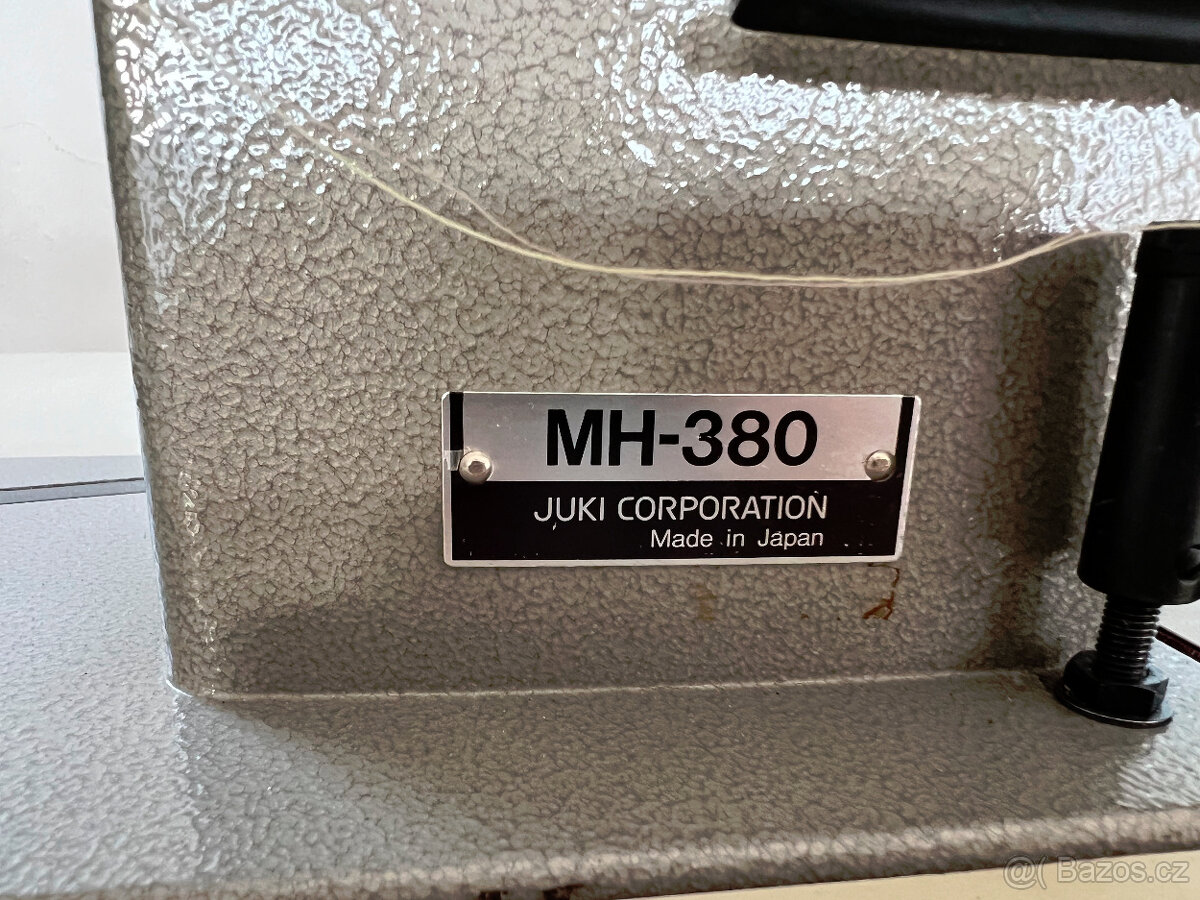 MH-380
JUKI CORPORATION
Made in Japan
@( Bazos.cz